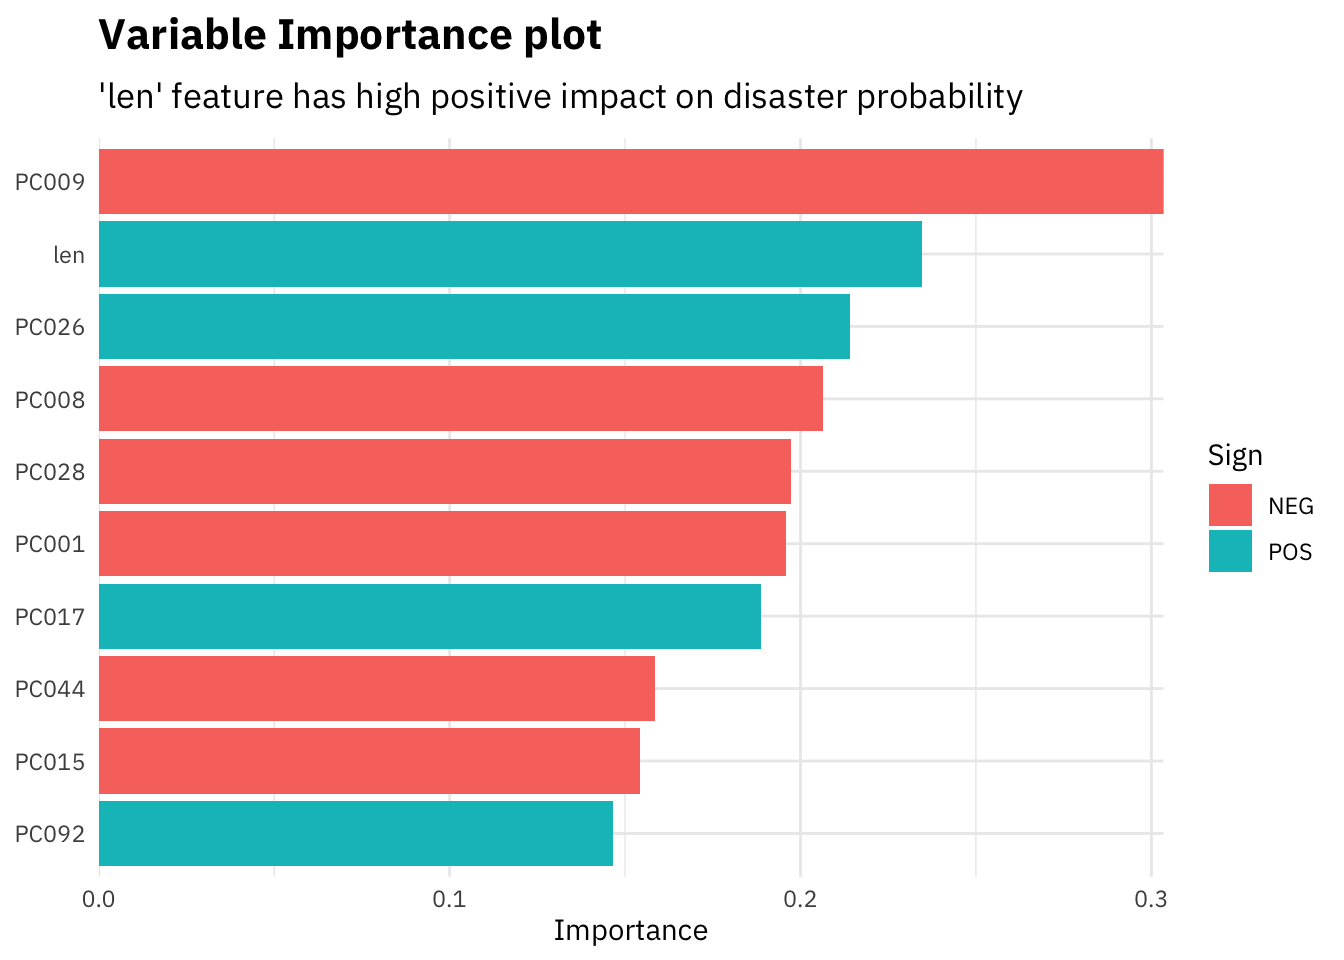 Variable Importance plot
'len' feature has high positive impact on disaster probability
PC009
len
PC026
PC008
PC028
PC001
PC017
PC044
PC015
PC092
0.0 0.1 0.2 0.3
Importance
Sign
NEG
POS